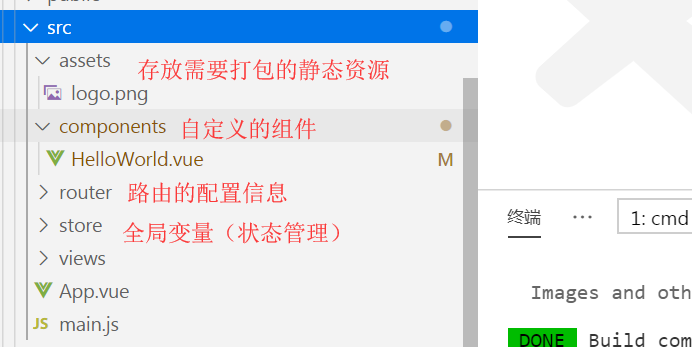 public
src
assets 存放需要打包的静态资源
logo.png
components 自定义的组件
HelloWorld.vue M
router 路由的配置信息
store 全局变量（状态管理）
views
App.vue
JS main.js
终端 ··· 1: cmd
Images and oth
DONE Build com